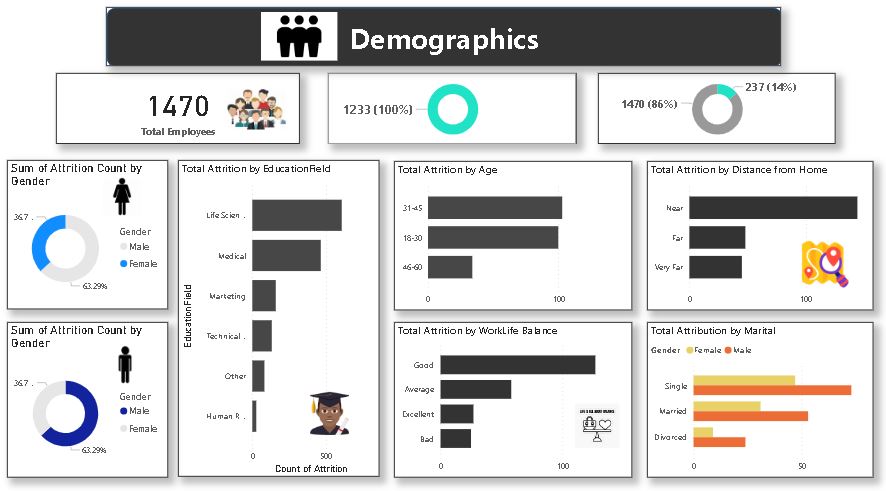 Demographics
1470
Total Employees
1233 (100%)
237 (14%)
1470 (86%)
Sum of Attrition Count by
Gender
36.7 ...
Gender
Male
Female
63.29%
Total Attrition by EducationField
Life Scien...
Medical
Marketing
Technical...
Other
Human R...
EducationField
0
500
Count of Attrition
Total Attrition by Age
31-45
18-30
46-60
0
100
Total Attrition by Distance from Home
Near
Far
Very Far
0
100
Sum of Attrition Count by
Gender
36.7 ...
Gender
Male
Female
63.29%
Total Attrition by WorkLife Balance
Good
Average
Excellent
Bad
0
100
Total Attribution by Marital
Gender Female Male
Single
Married
Divorced
0
50